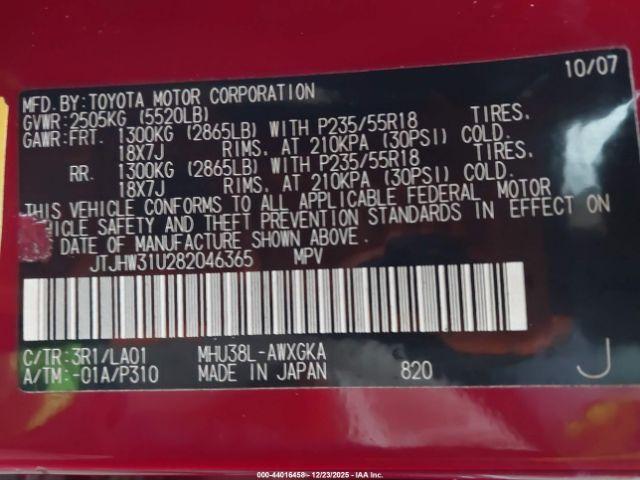 10/07
MFD.BY:TOYOTA MOTOR CORPORATION
GVWR:2505KG (5520LB)
GAWR:FRT. 1300KG (2865LB) WITH P235/55R18 TIRES.
18X7J RIMS, AT 210KPA (30PSI) COLD.
RR. 1300KG (2865LB) WITH P235/55R18 TIRES.
18X7J RIMS, AT 210KPA (30PSI) COLD.
THIS VEHICLE CONFORMS TO ALL APPLICABLE FEDERAL MOTOR
VEHICLE SAFETY AND THEFT PREVENTION STANDARDS IN EFFECT ON
DATE OF MANUFACTURE SHOWN ABOVE.
JTJHW31U282046365 MPV
C/TR:3R1/LA01 MHU38L-AWXGKA
A/TM:-01A/P310 MADE IN JAPAN 820 J
000-44016458 - 12/23/2025 - IAA Inc.